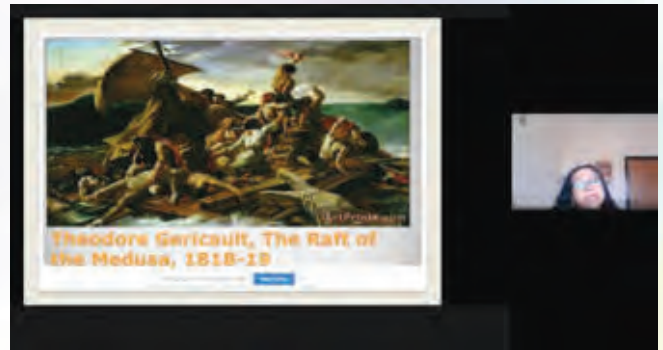 Theodore Gericault, The Raft of
the Medusa, 1818-19